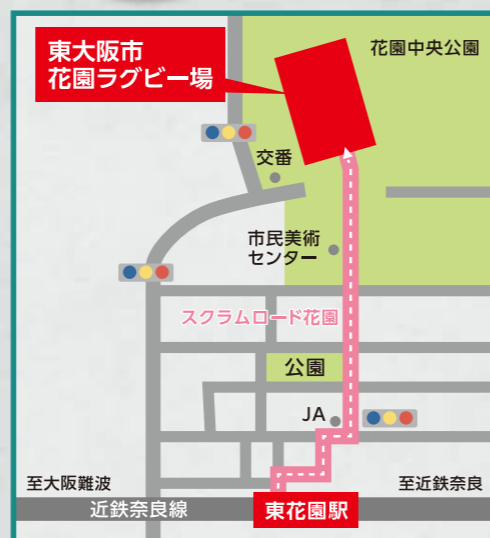 東大阪市
花園ラグビー場
花園中央公園
交番
市民美術
センター
スクラムロード花園
公園
JA
至大阪難波
至近鉄奈良
近鉄奈良線
東花園駅